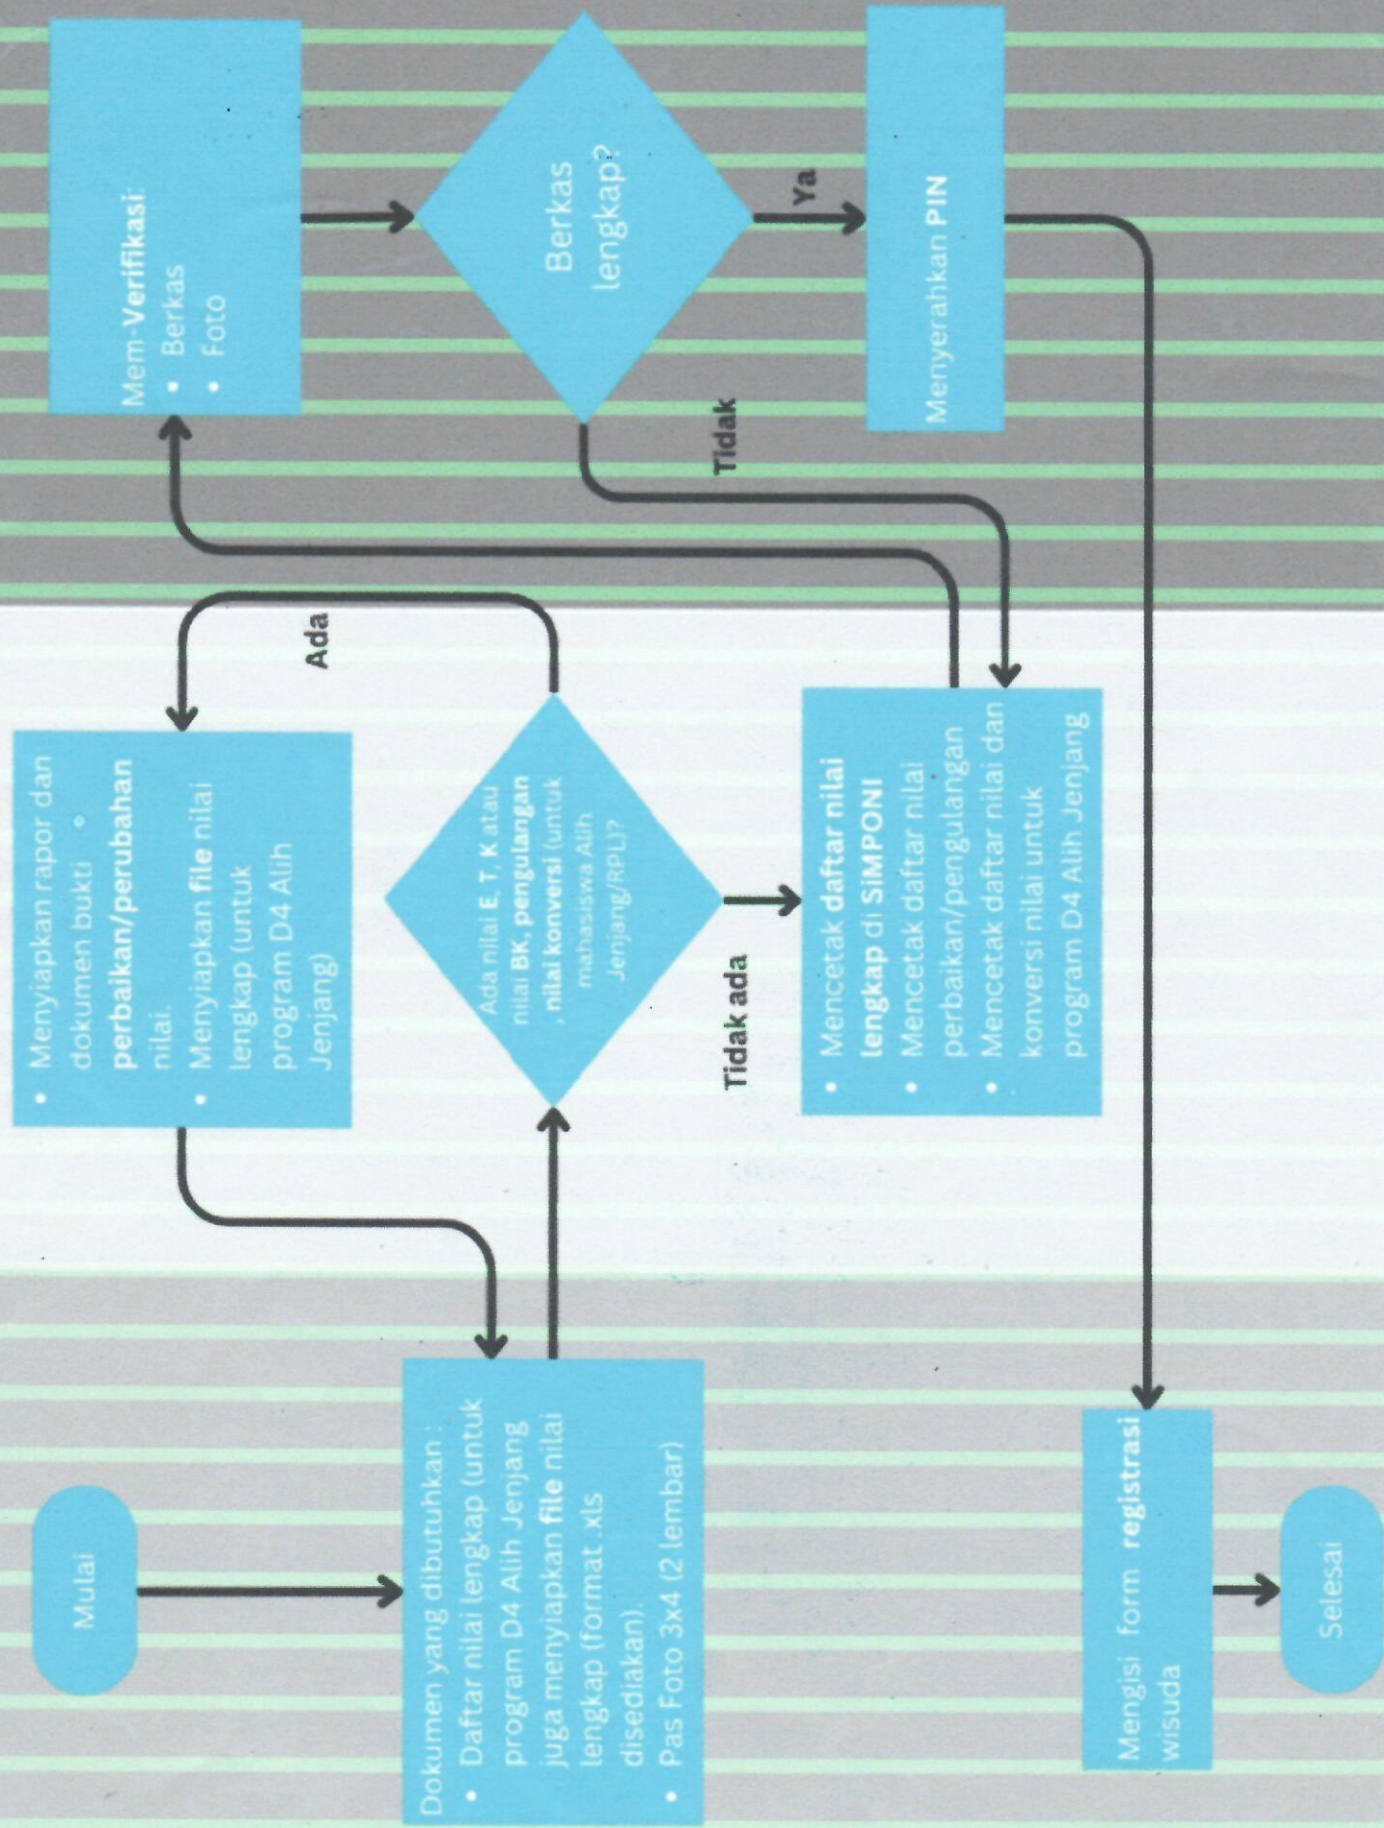 Mulai
Dokumen yang dibutuhkan :
• Daftar nilai lengkap (untuk
program D4 Alih Jenjang
juga menyiapkan file nilai
lengkap (format .xls
disediakan).
• Pas Foto 3x4 (2 lembar)
Mengisi form registrasi
wisuda
Selesai
• Menyiapkan rapor dan
dokumen bukti
perbaikan/perubahan
nilai.
• Menyiapkan file nilai
lengkap (untuk
program D4 Alih
Jenjang)
Ada
Ada nilai E, T, K atau
nilai BK, pengulangan
, nilai konversi (untuk
mahasiswa Alih
Jenjang/RPL)?
Tidak ada
• Mencetak daftar nilai
lengkap di SiMPONI
• Mencetak daftar nilai
perbaikan/pengulangan
• Mencetak daftar nilai dan
konversi nilai untuk
program D4 Alih Jenjang
Mem-Verifikasi:
• Berkas
• Foto
Berkas
lengkap?
Tidak
Ya
Menyerahkan PIN